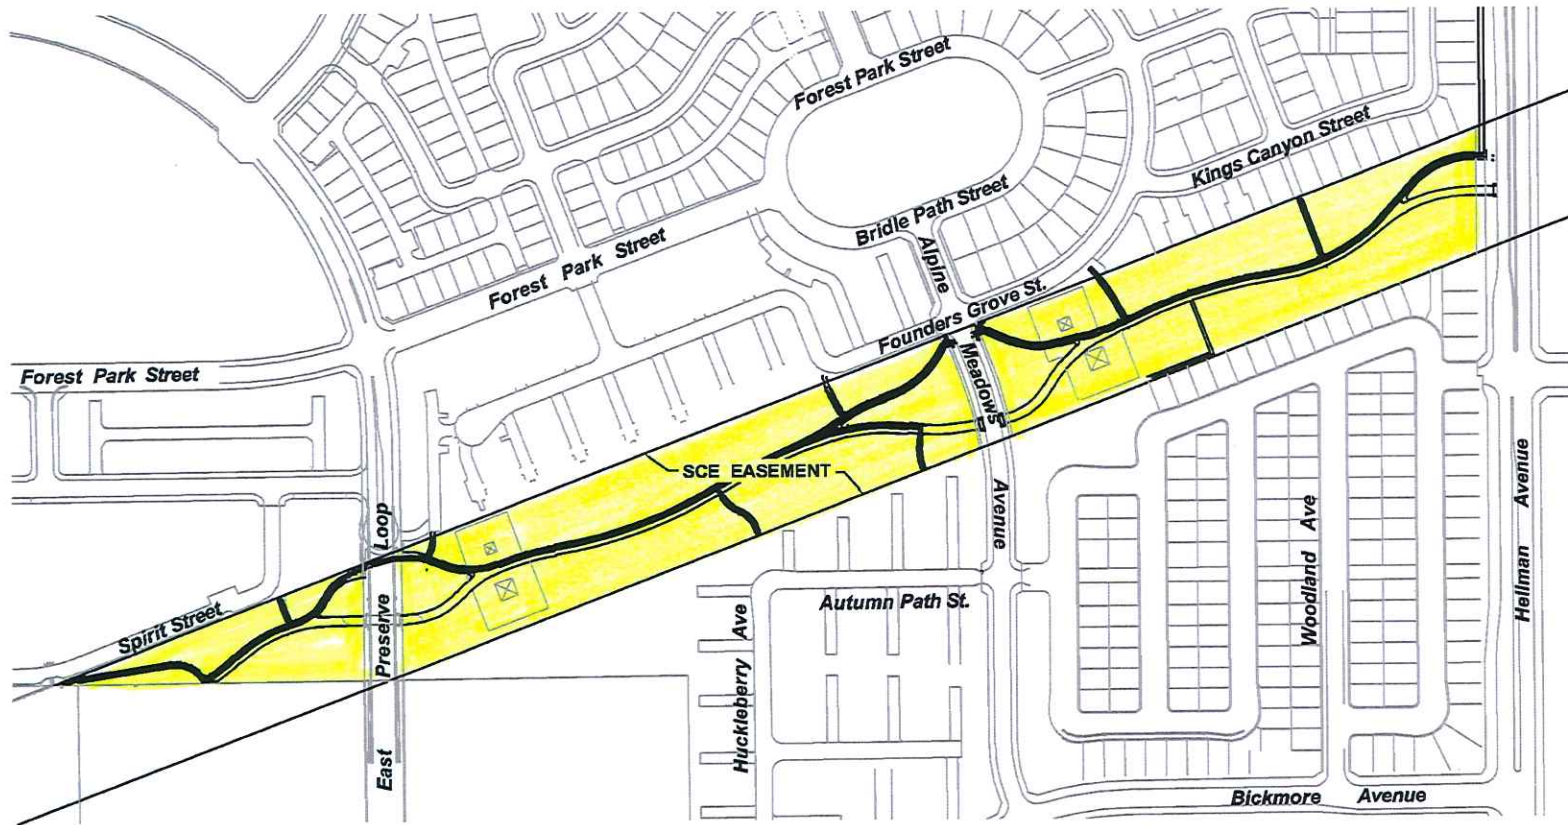 Forest Park Street
Kings Canyon Street
Bridle Path Street
Forest Park Street
Alpine
Founders Grove St.
Meadows
Forest Park Street
SCE EASEMENT
Loop
Avenue
Woodland Ave
Hellman Avenue
Spirit Street
Preserve
Autumn Path St.
Huckleberry Ave
East
Bickmore Avenue